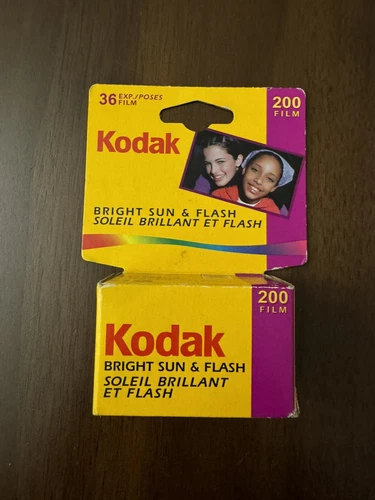 36 EXP./POSES
FILM
200
FILM
Kodak
BRIGHT SUN & FLASH
SOLEIL BRILLANT ET FLASH
200
FILM
Kodak
BRIGHT SUN & FLASH
SOLEIL BRILLANT
ET FLASH